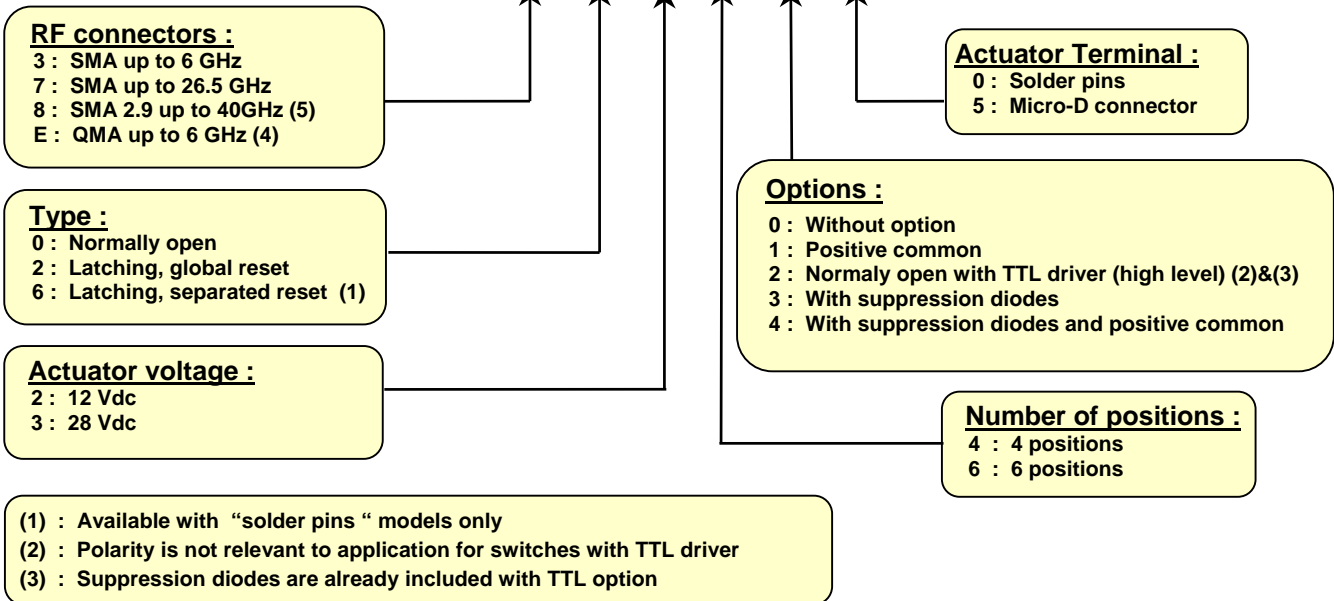 RF connectors :
3 : SMA up to 6 GHz
7 : SMA up to 26.5 GHz
8 : SMA 2.9 up to 40GHz (5)
E : QMA up to 6 GHz (4)
Type :
0 : Normally open
2 : Latching, global reset
6 : Latching, separated reset (1)
Actuator voltage :
2 : 12 Vdc
3 : 28 Vdc
Actuator Terminal :
0 : Solder pins
5 : Micro-D connector
Options :
0 : Without option
1 : Positive common
2 : Normaly open with TTL driver (high level) (2)&(3)
3 : With suppression diodes
4 : With suppression diodes and positive common
Number of positions :
4 : 4 positions
6 : 6 positions
(1) : Available with “solder pins “ models only
(2) : Polarity is not relevant to application for switches with TTL driver
(3) : Suppression diodes are already included with TTL option